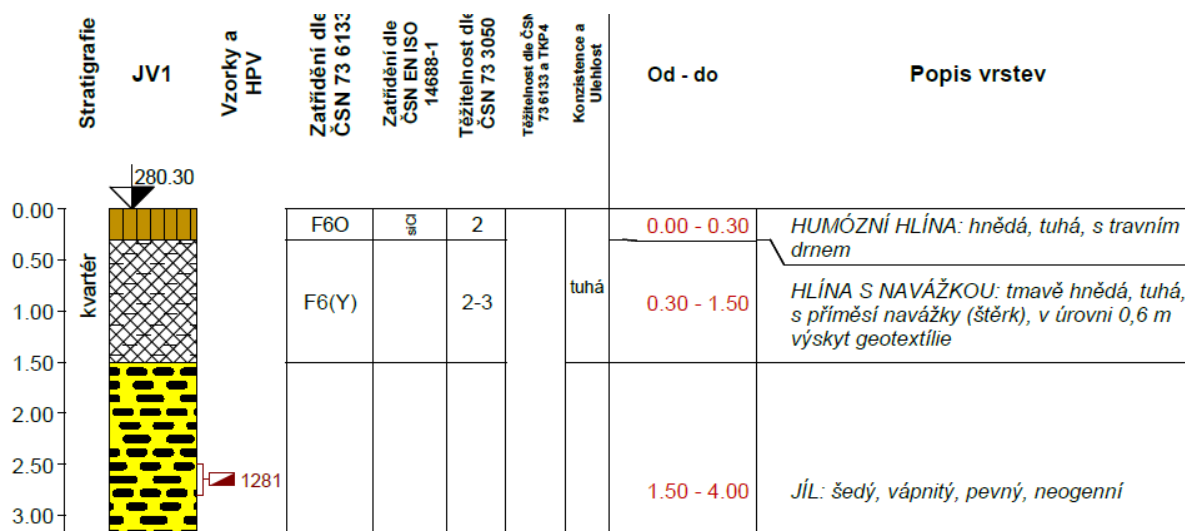 Stratigrafie
JV1
Vzorky a
HPV
Zatřídění dle
ČSN 73 6133
Zatřídění dle
ČSN EN ISO
14688-1
Těžitelnost dle
ČSN 73 3050
Těžitelnost dle ČSN
73 6133 a TKP4
Konzistence a
Ulehlost
Od - do
Popis vrstev
280.30
0.00
0.50
1.00
1.50
2.00
2.50
3.00
kvartér
F6O
siCl
2
0.00 - 0.30
HUMÓZNÍ HLÍNA: hnědá, tuhá, s travním
drnem
F6(Y)
2-3
tuhá
0.30 - 1.50
HLÍNA S NAVÁŽKOU: tmavě hnědá, tuhá,
s příměsí navážky (štěrk), v úrovni 0,6 m
výskyt geotextílie
1281
1.50 - 4.00
JÍL: šedý, vápnitý, pevný, neogenní